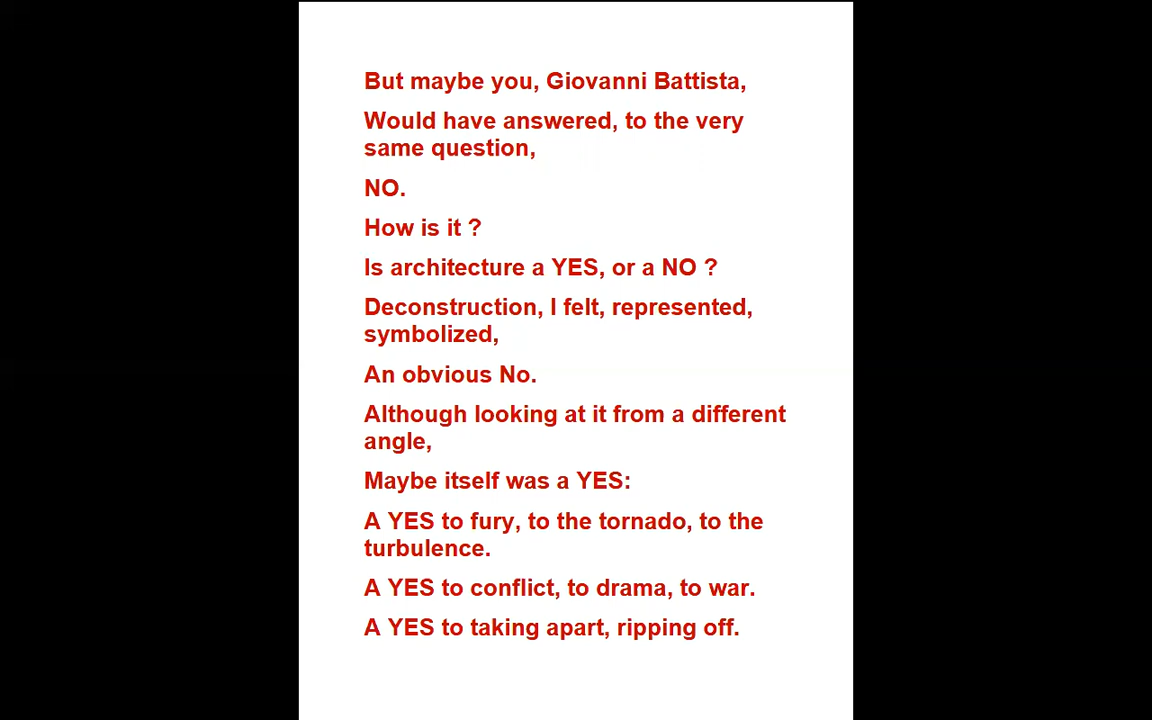 But maybe you, Giovanni Battista,
Would have answered, to the very
same question,
NO.
How is it ?
Is architecture a YES, or a NO ?
Deconstruction, I felt, represented,
symbolized,
An obvious No.
Although looking at it from a different
angle,
Maybe itself was a YES:
A YES to fury, to the tornado, to the
turbulence.
A YES to conflict, to drama, to war.
A YES to taking apart, ripping off.